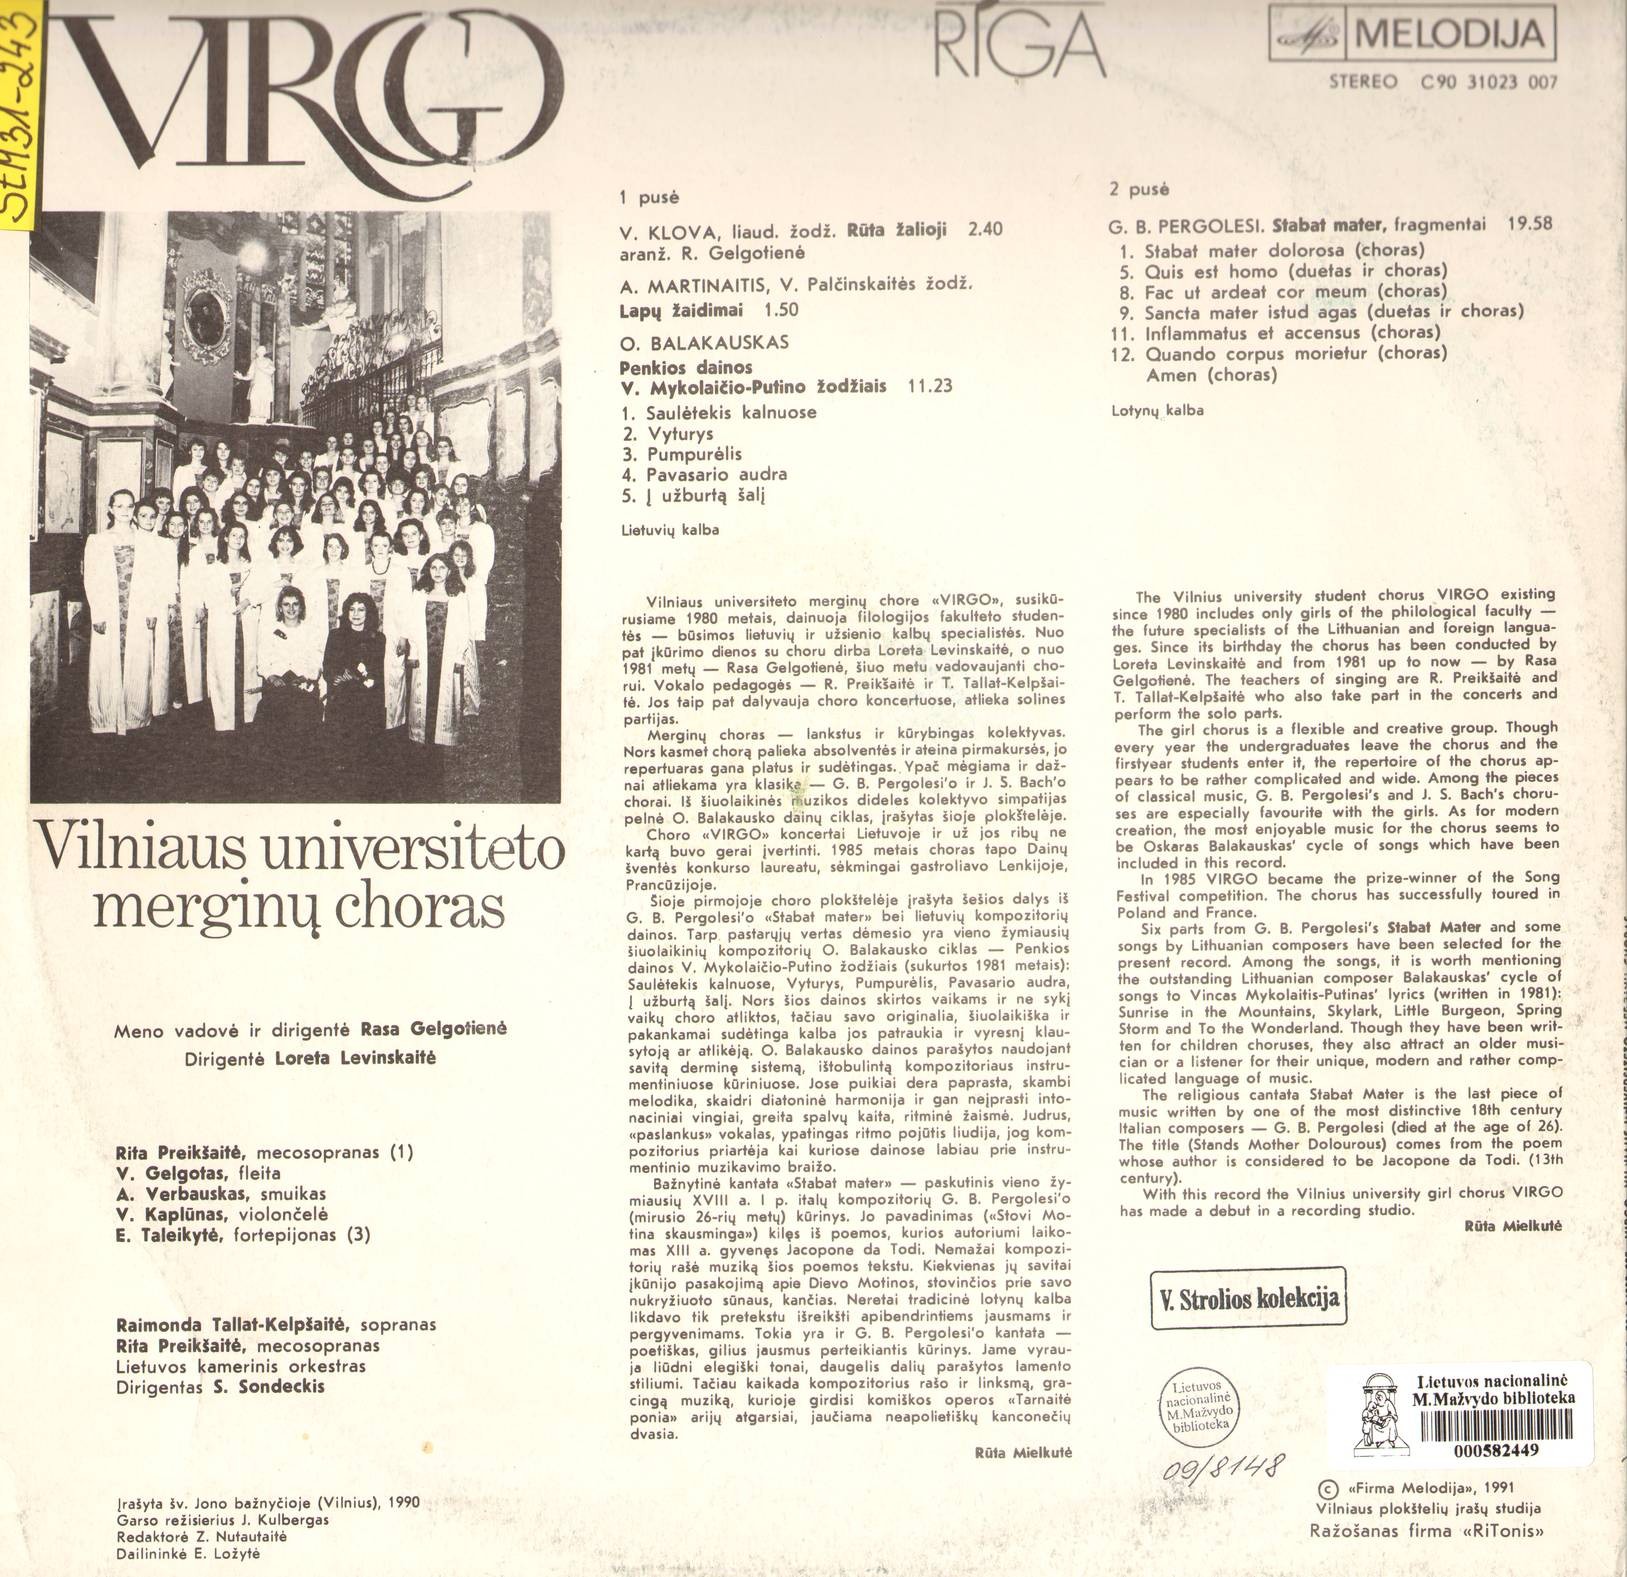 StM31-243
VIRGO
RĪGA
MELODIJA
STEREO C90 31023 007
Vilniaus universiteto
merginų choras
Meno vadovė ir dirigentė Rasa Gelgotienė
Dirigentė Loreta Levinskaitė
Rita Preikšaitė, mecosopranas (1)
V. Gelgotas, fleita
A. Verbauskas, smuikas
V. Kaplūnas, violončelė
E. Taleikytė, fortepijonas (3)
Raimonda Tallat-Kelpšaitė, sopranas
Rita Preikšaitė, mecosopranas
Lietuvos kamerinis orkestras
Dirigentas S. Sondeckis
Įrašyta šv. Jono bažnyčioje (Vilnius), 1990
Garso režisierius J. Kulbergas
Redaktorė Z. Nutautaitė
Dailininkė E. Ložytė
1 pusė
V. KLOVA, liaud. žodž. Rūta žalioji 2.40
aranž. R. Gelgotienė
A. MARTINAITIS, V. Palčinskaitės žodž.
Lapų žaidimai 1.50
O. BALAKAUSKAS
Penkios dainos
V. Mykolaičio-Putino žodžiais 11.23
1. Saulėtekis kalnuose
2. Vyturys
3. Pumpurėlis
4. Pavasario audra
5. Į užburtą šalį
Lietuvių kalba
Vilniaus universiteto merginų chore «VIRGO», susikū-
rusiame 1980 metais, dainuoja filologijos fakulteto studen-
tės — būsimos lietuvių ir užsienio kalbų specialistės. Nuo
pat įkūrimo dienos su choru dirba Loreta Levinskaitė, o nuo
1981 metų — Rasa Gelgotienė, šiuo metu vadovaujanti cho-
rui. Vokalo pedagogės — R. Preikšaitė ir T. Tallat-Kelpšai-
tė. Jos taip pat dalyvauja choro koncertuose, atlieka solines
partijas.
Merginų choras — lankstus ir kūrybingas kolektyvas.
Nors kasmet chorą palieka absolventės ir ateina pirmakursės, jo
repertuaras gana platus ir sudėtingas. Ypač mėgiama ir daž-
nai atliekama yra klasika — G. B. Pergolesi'o ir J. S. Bach'o
chorai. Iš šiuolaikinės muzikos dideles kolektyvo simpatijas
pelnė O. Balakausko dainų ciklas, įrašytas šioje plokštelėje.
Choro «VIRGO» koncertai Lietuvoje ir už jos ribų ne
kartą buvo gerai įvertinti. 1985 metais choras tapo Dainų
šventės konkurso laureatu, sėkmingai gastroliavo Lenkijoje,
Prancūzijoje.
Šioje pirmojoje choro plokštelėje įrašyta šešios dalys iš
G. B. Pergolesi'o «Stabat mater» bei lietuvių kompozitorių
dainos. Tarp pastarųjų vertas dėmesio yra vieno žymiausių
šiuolaikinių kompozitorių O. Balakausko ciklas — Penkios
dainos V. Mykolaičio-Putino žodžiais (sukurtos 1981 metais):
Saulėtekis kalnuose, Vyturys, Pumpurėlis, Pavasario audra,
Į užburtą šalį. Nors šios dainos skirtos vaikams ir ne sykį
vaikų choro atliktos, tačiau savo originalia, šiuolaikiška ir
pakankamai sudėtinga kalba jos patraukia ir vyresnį klau-
sytoją ar atlikėją. O. Balakausko dainos parašytos naudojant
savitą derminę sistemą, ištobulintą kompozitoriaus instru-
mentiniuose kūriniuose. Jose puikiai dera paprasta, skambi
melodika, skaidri diatoninė harmonija ir gan neįprasti into-
naciniai vingiai, greita spalvų kaita, ritminė žaismė. Judrus,
«paslankus» vokalas, ypatingas ritmo pojūtis liudija, jog kom-
pozitorius priartėja kai kuriose dainose labiau prie instru-
mentinio muzikavimo braižo.
Bažnytinė kantata «Stabat mater» — paskutinis vieno žy-
miausių XVIII a. I p. italų kompozitorių G. B. Pergolesi'o
(mirusio 26-rių metų) kūrinys. Jo pavadinimas («Stovi Mo-
tina skausminga») kilęs iš poemos, kurios autoriumi laiko-
mas XIII a. gyvenęs Jacopone da Todi. Nemažai kompozi-
torių rašė muziką šios poemos tekstu. Kiekvienas jų savitai
įkūnijo pasakojimą apie Dievo Motinos, stovinčios prie savo
nukryžiuoto sūnaus, kančias. Neretai tradicinė lotynų kalba
likdavo tik pretekstu išreikšti apibendrintiems jausmams ir
pergyvenimams. Tokia yra ir G. B. Pergolesi'o kantata —
poetiškas, gilius jausmus perteikiantis kūrinys. Jame vyrau-
ja liūdni elegiški tonai, daugelis dalių parašytos lamento
stiliumi. Tačiau kaikada kompozitorius rašo ir linksmą, gra-
cingą muziką, kurioje girdisi komiškos operos «Tarnaitė
ponia» arijų atgarsiai, jaučiama neapolietiškų kanconečių
dvasia.
Rūta Mielkutė
2 pusė
G. B. PERGOLESI. Stabat mater, fragmentai 19.58
1. Stabat mater dolorosa (choras)
5. Quis est homo (duetas ir choras)
8. Fac ut ardeat cor meum (choras)
9. Sancta mater istud agas (duetas ir choras)
11. Inflammatus et accensus (choras)
12. Quando corpus morietur (choras)
Amen (choras)
Lotynų kalba
The Vilnius university student chorus VIRGO existing
since 1980 includes only girls of the philological faculty —
the future specialists of the Lithuanian and foreign langua-
ges. Since its birthday the chorus has been conducted by
Loreta Levinskaitė and from 1981 up to now — by Rasa
Gelgotienė. The teachers of singing are R. Preikšaitė and
T. Tallat-Kelpšaitė who also take part in the concerts and
perform the solo parts.
The girl chorus is a flexible and creative group. Though
every year the undergraduates leave the chorus and the
firstyear students enter it, the repertoire of the chorus ap-
pears to be rather complicated and wide. Among the pieces
of classical music, G. B. Pergolesi's and J. S. Bach's choru-
ses are especially favourite with the girls. As for modern
creation, the most enjoyable music for the chorus seems to
be Oskaras Balakauskas' cycle of songs which have been
included in this record.
In 1985 VIRGO became the prize-winner of the Song
Festival competition. The chorus has successfully toured in
Poland and France.
Six parts from G. B. Pergolesi's Stabat Mater and some
songs by Lithuanian composers have been selected for the
present record. Among the songs, it is worth mentioning
the outstanding Lithuanian composer Balakauskas' cycle of
songs to Vincas Mykolaitis-Putinas' lyrics (written in 1981):
Sunrise in the Mountains, Skylark, Little Burgeon, Spring
Storm and To the Wonderland. Though they have been writ-
ten for children choruses, they also attract an older musi-
cian or a listener for their unique, modern and rather comp-
licated language of music.
The religious cantata Stabat Mater is the last piece of
music written by one of the most distinctive 18th century
Italian composers — G. B. Pergolesi (died at the age of 26).
The title (Stands Mother Dolourous) comes from the poem
whose author is considered to be Jacopone da Todi. (13th
century).
With this record the Vilnius university girl chorus VIRGO
has made a debut in a recording studio.
Rūta Mielkutė
V. Strolios kolekcija
Lietuvos
nacionalinė
M.Mažvydo
biblioteka
09/8148
Lietuvos nacionalinė
M.Mažvydo biblioteka
000582449
© «Firma Melodija», 1991
Vilniaus plokštelių įrašų studija
Ražošanas firma «RiTonis»